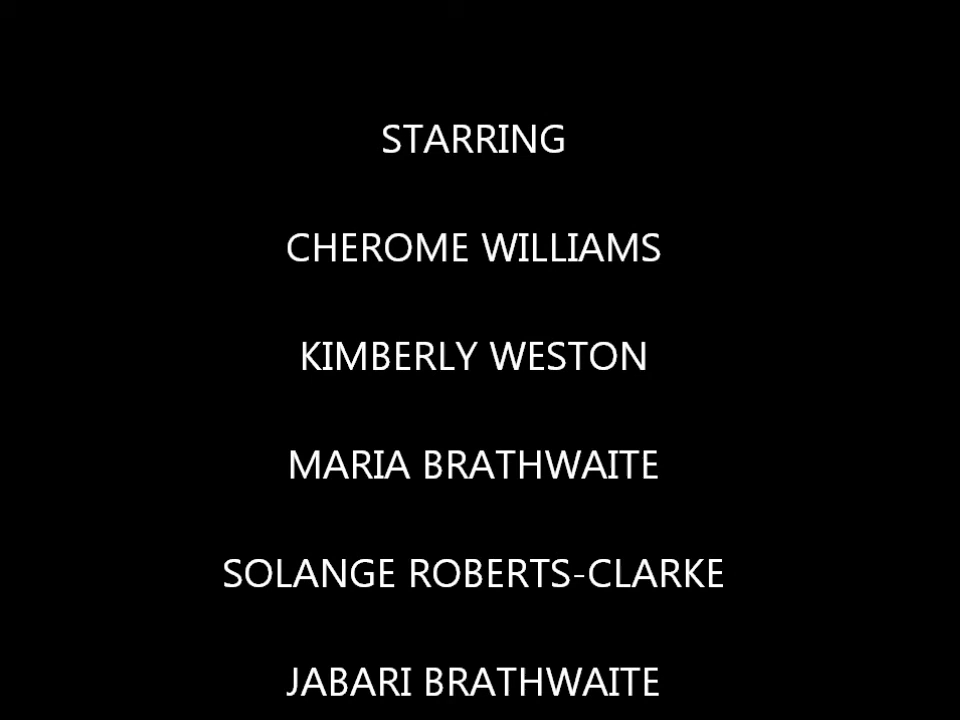 STARRING
CHEROME WILLIAMS
KIMBERLY WESTON
MARIA BRATHWAITE
SOLANGE ROBERTS-CLARKE
JABARI BRATHWAITE